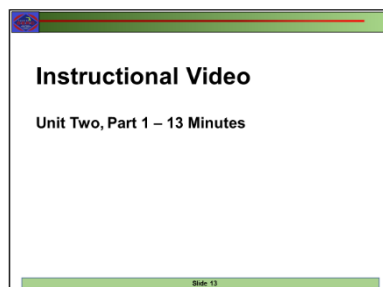 Instructional Video
Unit Two, Part 1 – 13 Minutes
Slide 13